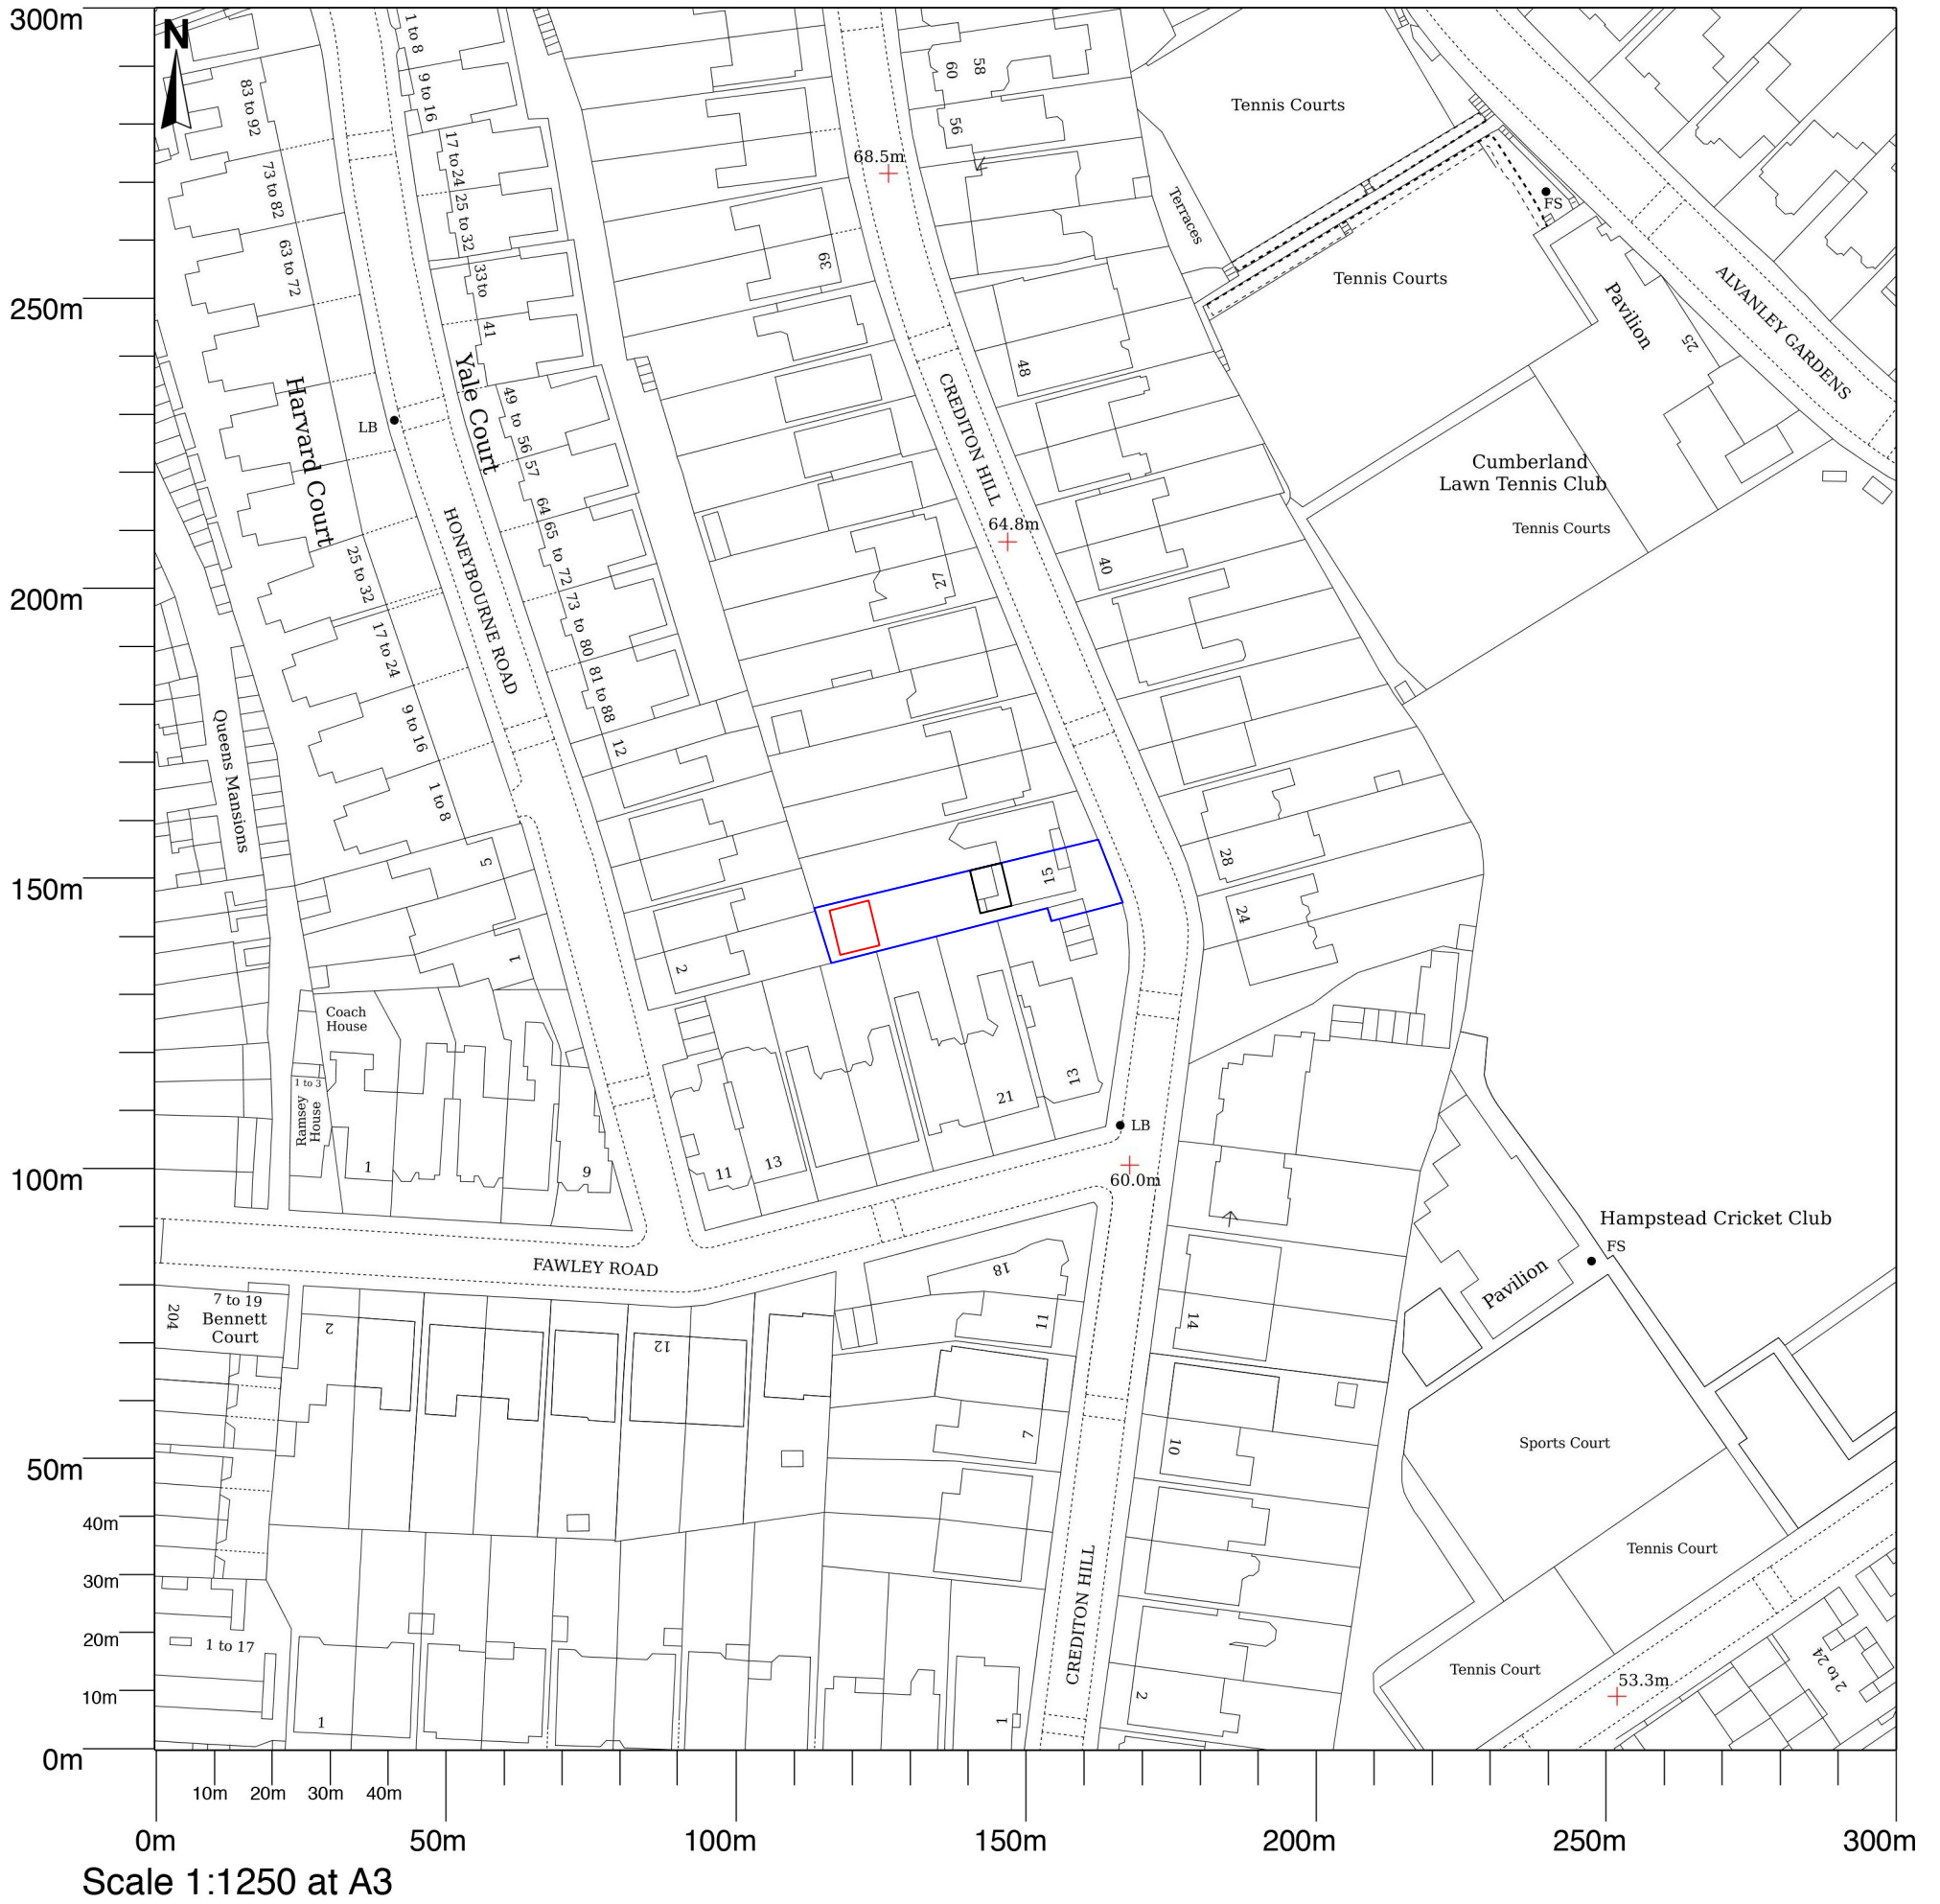 300m
250m
200m
150m
100m
50m
40m
30m
20m
10m
0m
N
83 to 92
73 to 82
63 to 72
Harvard Court
25 to 32
17 to 24
9 to 16
1 to 8
5
1
1 to 8
9 to 16
17 to24
25 to 32
33to
41
Yale Court
49 to 56
57
64
65 to 72
73 to 80
81 to 88
12
2
LB
HONEYBOURNE ROAD
Queens Mansions
68.5m
39
CREDITON HILL
64.8m
27
15
60
58
56
48
40
28
24
Tennis Courts
Terraces
Tennis Courts
FS
Pavilion
25
ALVANLEY GARDENS
Cumberland
Lawn Tennis Club
Tennis Courts
Coach
House
1 to 3
Ramsey
House
1
9
11
13
21
13
LB
60.0m
FAWLEY ROAD
Hampstead Cricket Club
FS
Pavilion
204
7 to 19
Bennett
Court
2
12
18
11
7
14
10
Sports Court
Tennis Court
Tennis Court
53.3m
2 to 24
CREDITON HILL
2
1
1
1 to 17
10m 20m 30m 40m
0m 50m 100m 150m 200m 250m 300m
Scale 1:1250 at A3